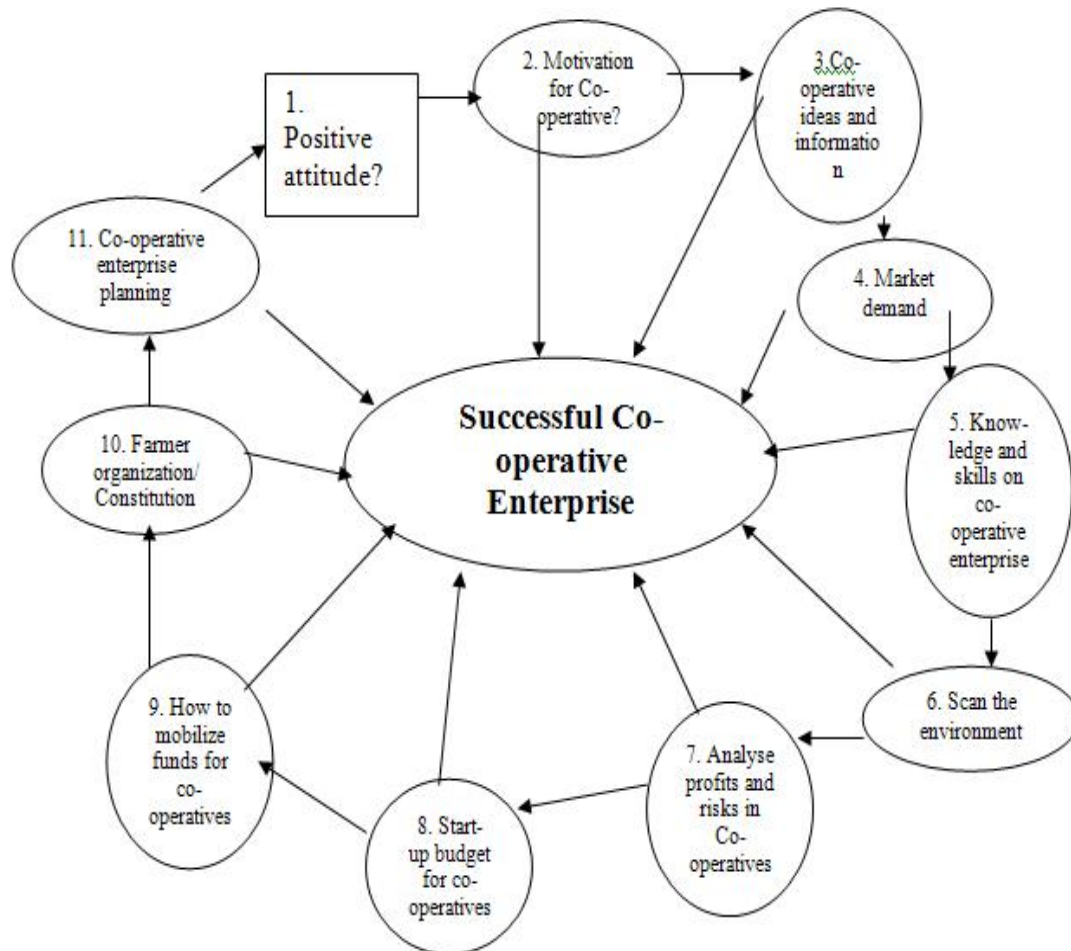 1.
Positive
attitude?
2. Motivation
for Co-
operative?
3.Co-
operative
ideas and
informatio
n
4. Market
demand
5. Know-
ledge and
skills on
co-
operative
enterprise
6. Scan the
environment
7. Analyse
profits and
risks in
Co-
operatives
8. Start-
up budget
for co-
operatives
9. How to
mobilize
funds for
co-
operatives
10. Farmer
organization/
Constitution
11. Co-operative
enterprise
planning
Successful Co-
operative
Enterprise